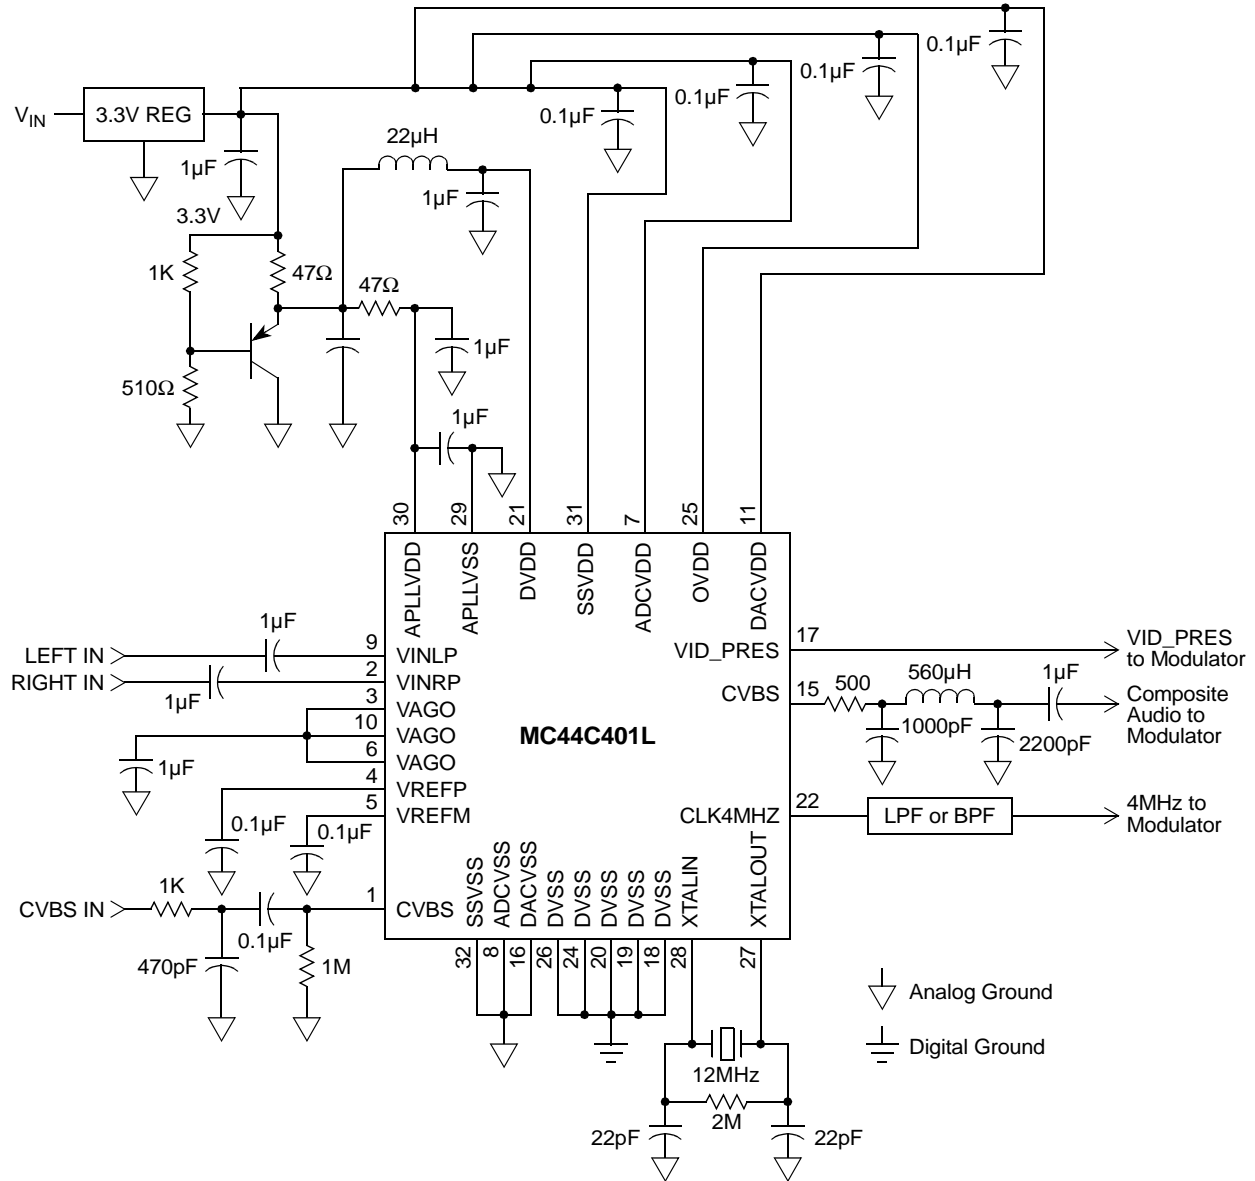 0.1µF
0.1µF
0.1µF
0.1µF
VIN
3.3V REG
1µF
22µH
1µF
3.3V
1K
47Ω
47Ω
1µF
510Ω
1µF
30
29
21
31
7
25
11
APLLVDD
APLLVSS
DVDD
SSVDD
ADCVDD
OVDD
DACVDD
LEFT IN
1µF
9
VINLP
RIGHT IN
1µF
2
VINRP
3
VAGO
10
VAGO
6
VAGO
1µF
4
VREFP
5
VREFM
0.1µF
0.1µF
MC44C401L
VID_PRES
17
VID_PRES
to Modulator
CVBS
15
500
560µH
1µF
1000pF
2200pF
Composite
Audio to
Modulator
CLK4MHZ
22
LPF or BPF
4MHz to
Modulator
CVBS IN
1K
0.1µF
1
CVBS
470pF
1M
SSVSS
ADCVSS
DACVSS
DVSS
DVSS
DVSS
DVSS
DVSS
XTALIN
XTALOUT
32
8
16
26
24
20
19
18
28
27
12MHz
2M
22pF
22pF
Analog Ground
Digital Ground